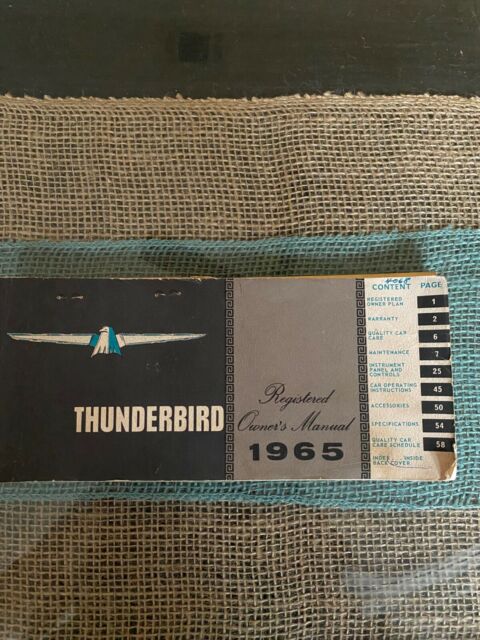 THUNDERBIRD
Registered
Owner's Manual
1965
CONTENT PAGE
REGISTERED
OWNER PLAN 1
WARRANTY 2
QUALITY CAR
CARE 6
MAINTENANCE 7
INSTRUMENT
PANEL AND
CONTROLS 25
CAR OPERATING
INSTRUCTIONS 45
ACCESSORIES 50
SPECIFICATIONS 54
QUALITY CAR
CARE SCHEDULE 58
INDEX INSIDE
BACK COVER